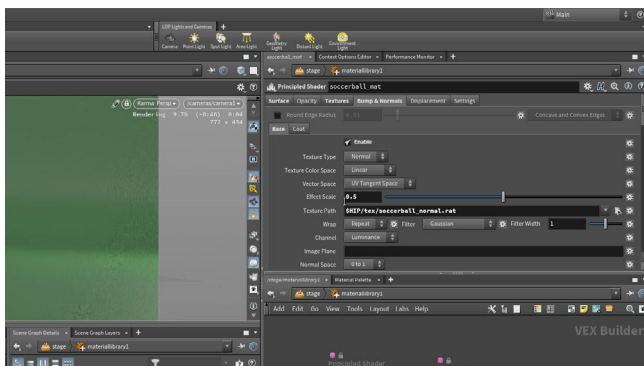 Main
LOP Lights and Cameras
Camera Point Light Spot Light Area Light Geometry Light Distant Light Environment Light
soccerball_mat Context Options Editor Performance Monitor
stage materiallibrary1
Principled Shader soccerball_mat
Surface Opacity Textures Bump & Normals Displacement Settings
Karma Persp /cameras/camera1
Round Edge Radius Concave and Convex Edges
Base Coat
Enable
Texture Type Normal
Texture Color Space Linear
Vector Space UV Tangent Space
Effect Scale 0.5
Texture Path $HIP/tex/soccerball_normal.rat
Wrap Repeat Filter Gaussian Filter Width 1
Channel Luminance
Image Plane
Normal Space 0 to 1
/stage/materiallibrary1 Material Palette
stage materiallibrary1
Add Edit Go View Tools Layout Labs Help
VEX Builder
Scene Graph Details Scene Graph Layers
stage materiallibrary1
Principled Shader